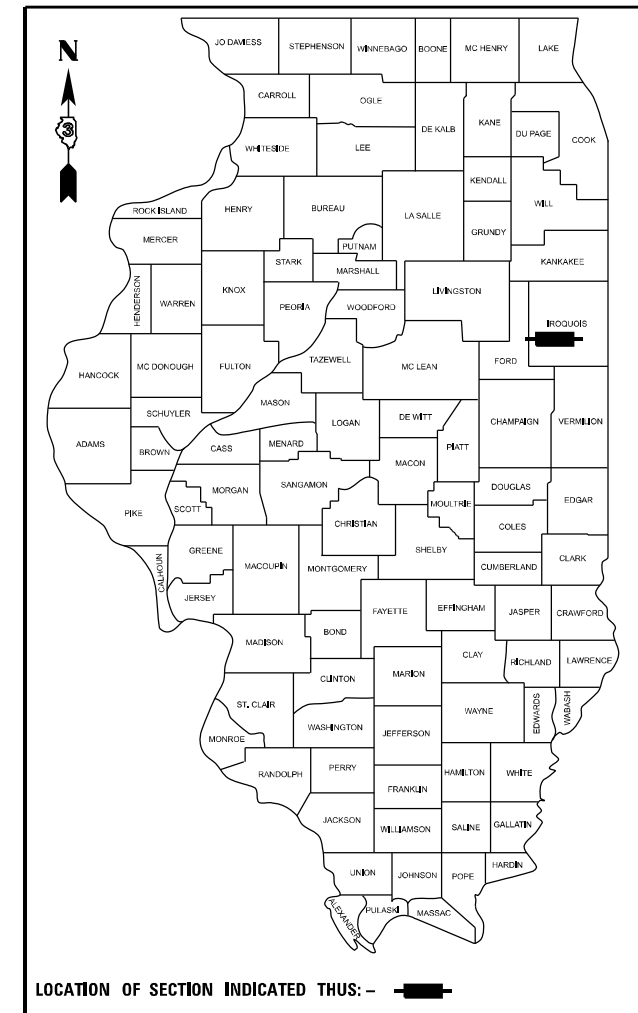 JO DAVIESS
STEPHENSON
WINNEBAGO
BOONE
MC HENRY
LAKE
N
3
CARROLL
OGLE
DE KALB
KANE
DU PAGE
COOK
WHITESIDE
LEE
KENDALL
WILL
ROCK ISLAND
HENRY
BUREAU
LA SALLE
GRUNDY
MERCER
PUTNAM
KANKAKEE
STARK
MARSHALL
HENDERSON
WARREN
KNOX
PEORIA
WOODFORD
LIVINGSTON
IROQUOIS
HANCOCK
MC DONOUGH
FULTON
TAZEWELL
MC LEAN
FORD
MASON
SCHUYLER
LOGAN
DE WITT
CHAMPAIGN
VERMILION
ADAMS
BROWN
CASS
MENARD
MACON
PIATT
PIKE
SCOTT
MORGAN
SANGAMON
CHRISTIAN
MOULTRIE
DOUGLAS
EDGAR
COLES
CALHOUN
GREENE
MACOUPIN
MONTGOMERY
SHELBY
CUMBERLAND
CLARK
JERSEY
FAYETTE
EFFINGHAM
JASPER
CRAWFORD
MADISON
BOND
CLAY
RICHLAND
LAWRENCE
CLINTON
MARION
ST. CLAIR
WAYNE
EDWARDS
WABASH
WASHINGTON
JEFFERSON
MONROE
RANDOLPH
PERRY
HAMILTON
WHITE
FRANKLIN
JACKSON
WILLIAMSON
SALINE
GALLATIN
HARDIN
UNION
JOHNSON
POPE
ALEXANDER
PULASKI
MASSAC
LOCATION OF SECTION INDICATED THUS: –